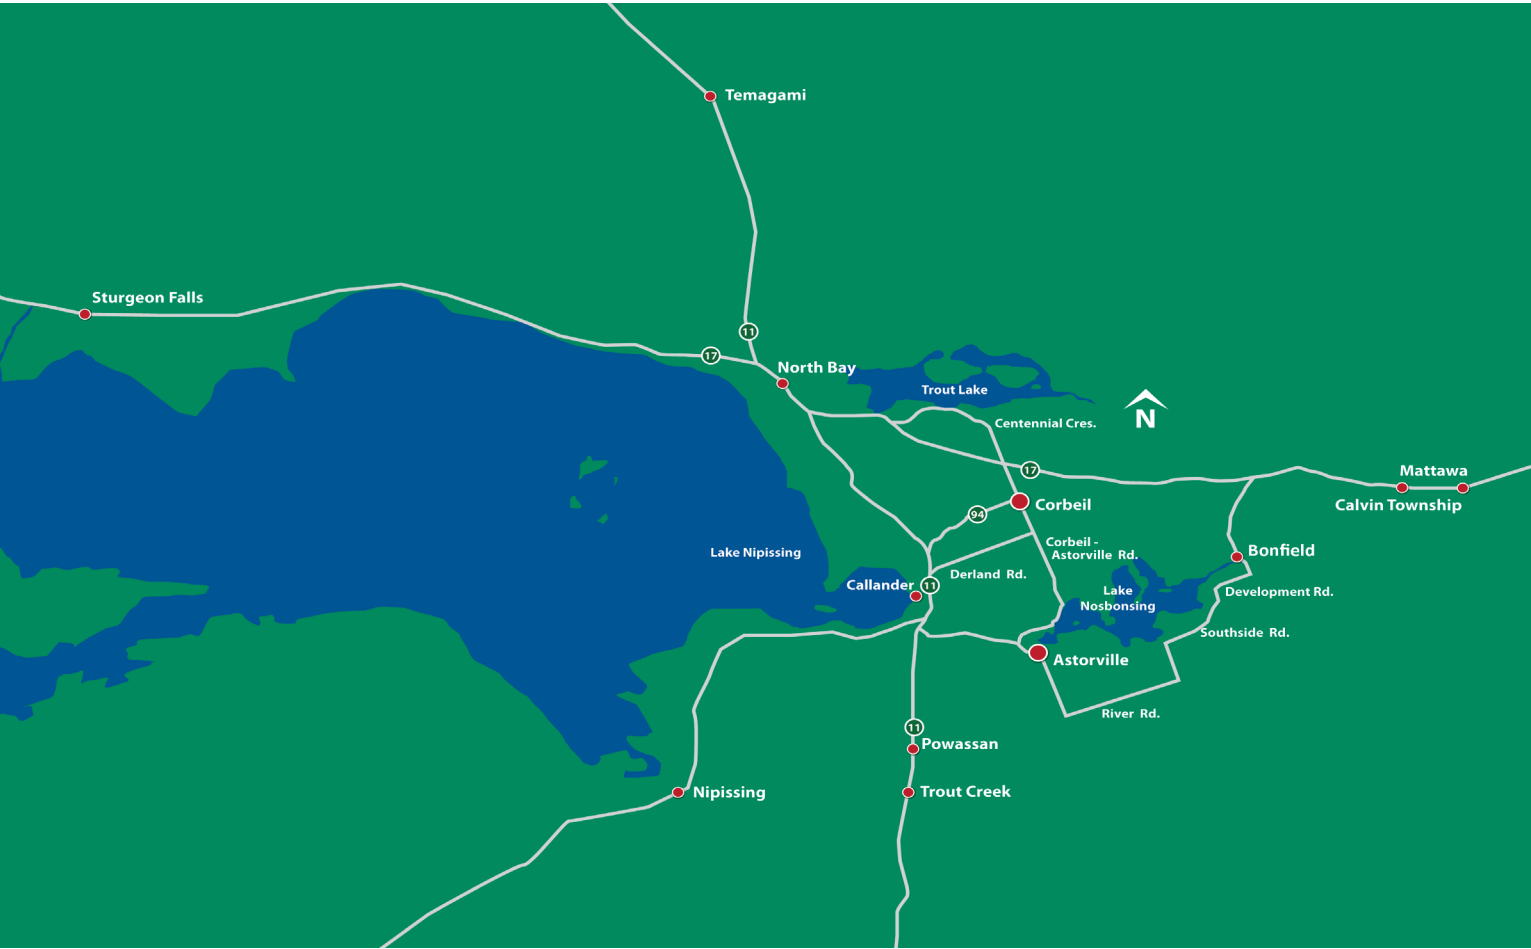 Temagami
Sturgeon Falls
11
17
North Bay
Trout Lake
N
Centennial Cres.
17
Mattawa
Corbeil
Calvin Township
94
Corbeil -
Astorville Rd.
Lake Nipissing
Bonfield
Derland Rd.
Callander
11
Lake
Nosbonsing
Development Rd.
Southside Rd.
Astorville
River Rd.
11
Powassan
Nipissing
Trout Creek